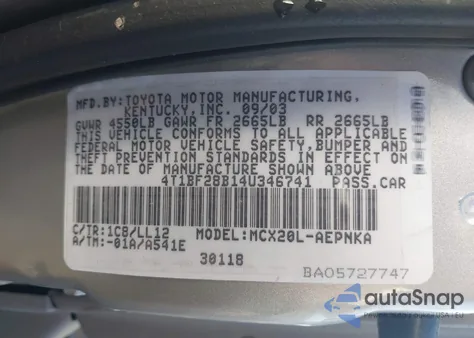 MFD.BY:TOYOTA MOTOR MANUFACTURING,
KENTUCKY,INC. 09/03
GVWR 4550LB GAWR FR 2665LB RR 2665LB
THIS VEHICLE CONFORMS TO ALL APPLICABLE
FEDERAL MOTOR VEHICLE SAFETY,BUMPER AND
THEFT PREVENTION STANDARDS IN EFFECT ON
THE DATE OF MANUFACTURE SHOWN ABOVE.
4T1BF28B14U346741 PASS.CAR
C/TR:1C8/LL12 MODEL:MCX20L-AEPNKA
A/TM:-01A/A541E
30118
BA05727747
autoSnap